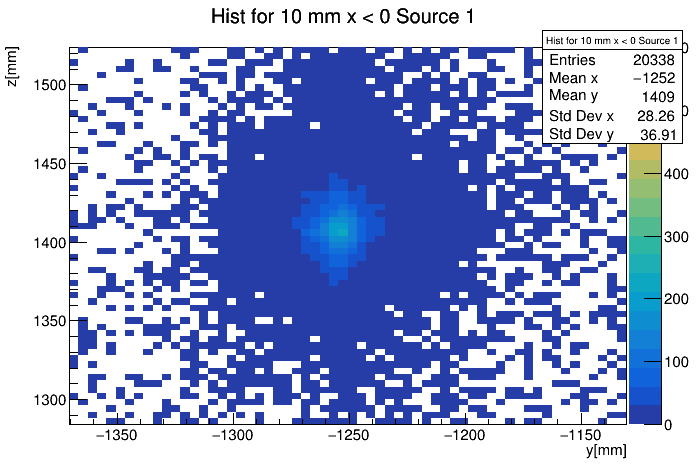 Hist for 10 mm x < 0 Source 1
Hist for 10 mm x < 0 Source 1
Entries 20338
Mean x −1252
Mean y 1409
Std Dev x 28.26
Std Dev y 36.91
z[mm]
1500
1450
1400
1350
1300
400
300
200
100
0
−1350 −1300 −1250 −1200 −1150
y[mm]